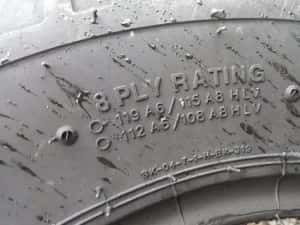 8 PLY RATING
119 A6/115 A8 HLV
112 A6/108 A8 HLV